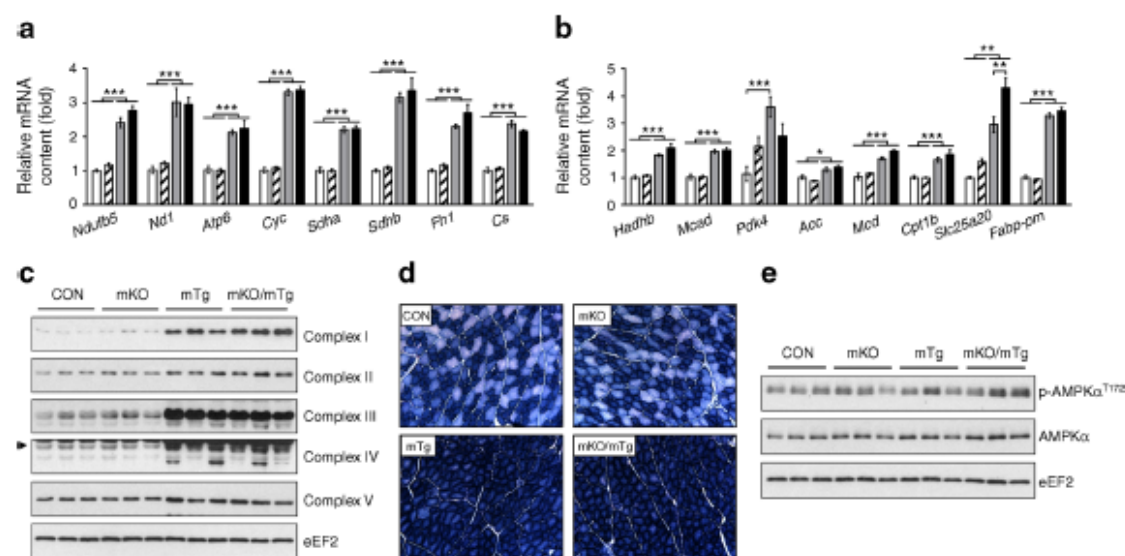 a
Relative mRNA content (fold)
4
3
2
1
0
***
***
***
***
***
***
***
***
Ndufb5
Nd1
Atp6
Cyc
Sdha
Sdhb
Fh1
Cs
b
Relative mRNA content (fold)
5
4
3
2
1
0
***
***
***
*
***
***
**
**
***
Hadhb
Mcad
Pdk4
Acc
Mcd
Cpt1b
Slc25a20
Fabp-pm
c
CON mKO mTg mKO/mTg
Complex I
Complex II
Complex III
Complex IV
Complex V
eEF2
d
CON
mKO
mTg
mKO/mTg
e
CON mKO mTg mKO/mTg
p-AMPKα^T172
AMPKα
eEF2